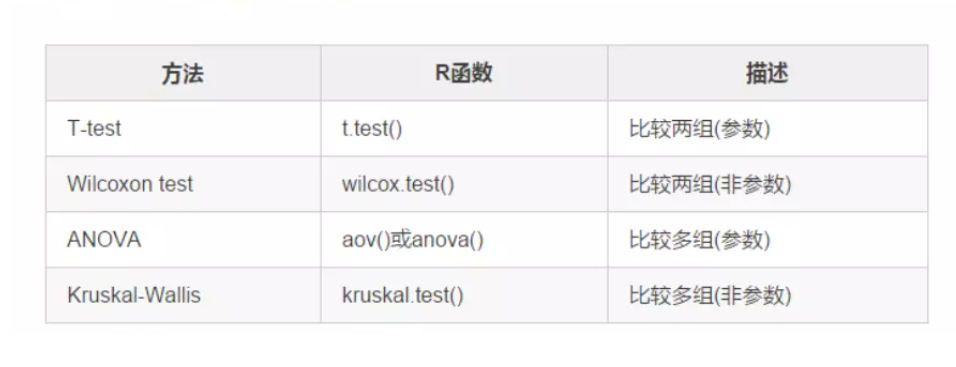 方法 R函数 描述
T-test t.test() 比较两组(参数)
Wilcoxon test wilcox.test() 比较两组(非参数)
ANOVA aov()或anova() 比较多组(参数)
Kruskal-Wallis kruskal.test() 比较多组(非参数)